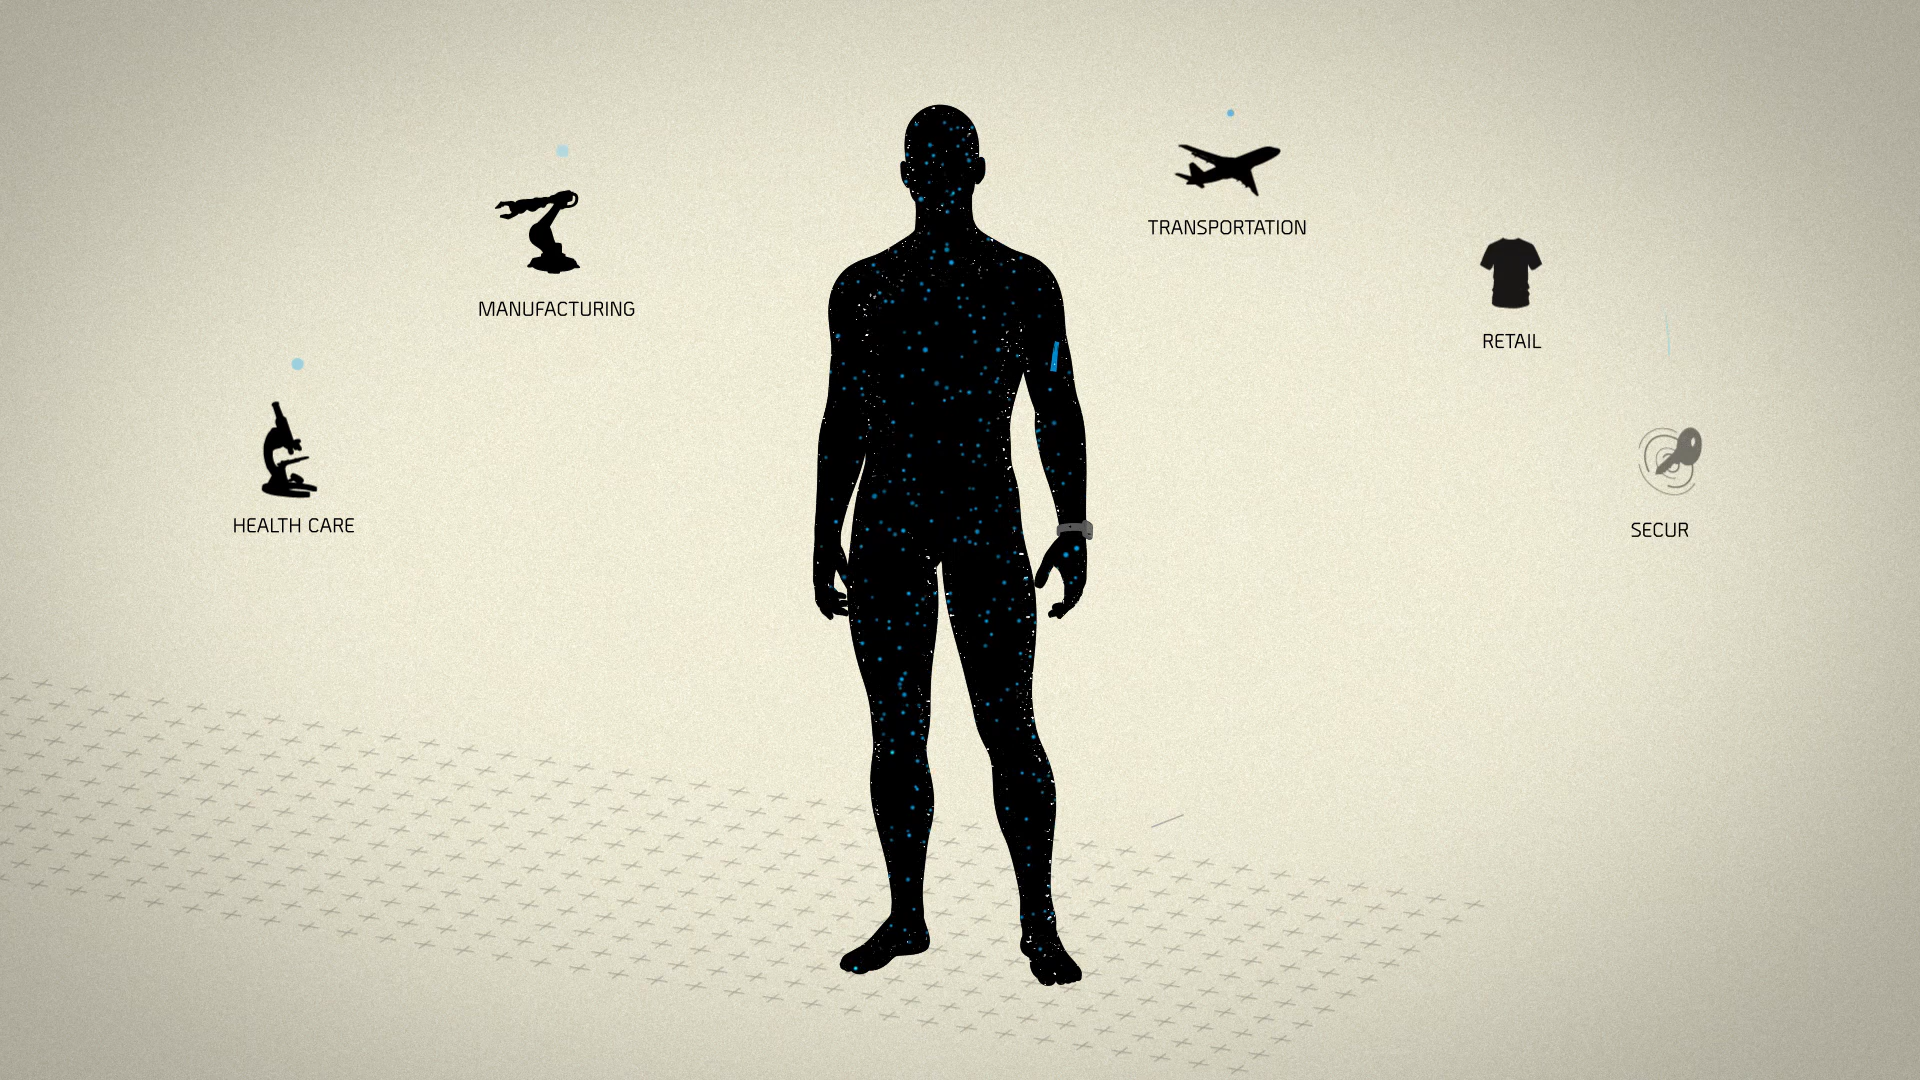 TRANSPORTATION
MANUFACTURING
RETAIL
HEALTH CARE
SECUR